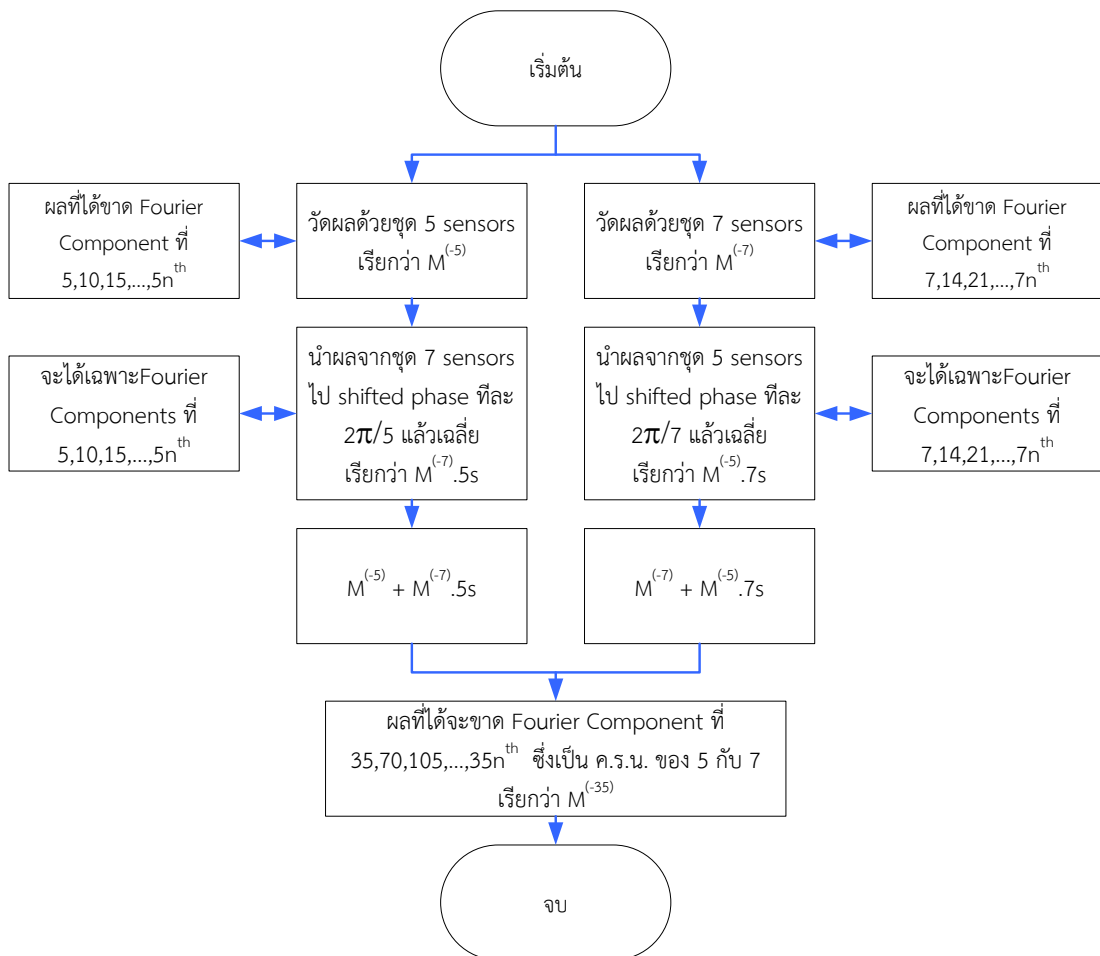 เริ่มต้น
ผลที่ได้ขาด Fourier
Component ที่
5,10,15,...,5n^th
วัดผลด้วยชุด 5 sensors
เรียกว่า M^(-5)
วัดผลด้วยชุด 7 sensors
เรียกว่า M^(-7)
ผลที่ได้ขาด Fourier
Component ที่
7,14,21,...,7n^th
จะได้เฉพาะFourier
Components ที่
5,10,15,...,5n^th
นำผลจากชุด 7 sensors
ไป shifted phase ทีละ
2π/5 แล้วเฉลี่ย
เรียกว่า M^(-7).5s
นำผลจากชุด 5 sensors
ไป shifted phase ทีละ
2π/7 แล้วเฉลี่ย
เรียกว่า M^(-5).7s
จะได้เฉพาะFourier
Components ที่
7,14,21,...,7n^th
M^(-5) + M^(-7).5s
M^(-7) + M^(-5).7s
ผลที่ได้จะขาด Fourier Component ที่
35,70,105,...,35n^th ซึ่งเป็น ค.ร.น. ของ 5 กับ 7
เรียกว่า M^(-35)
จบ